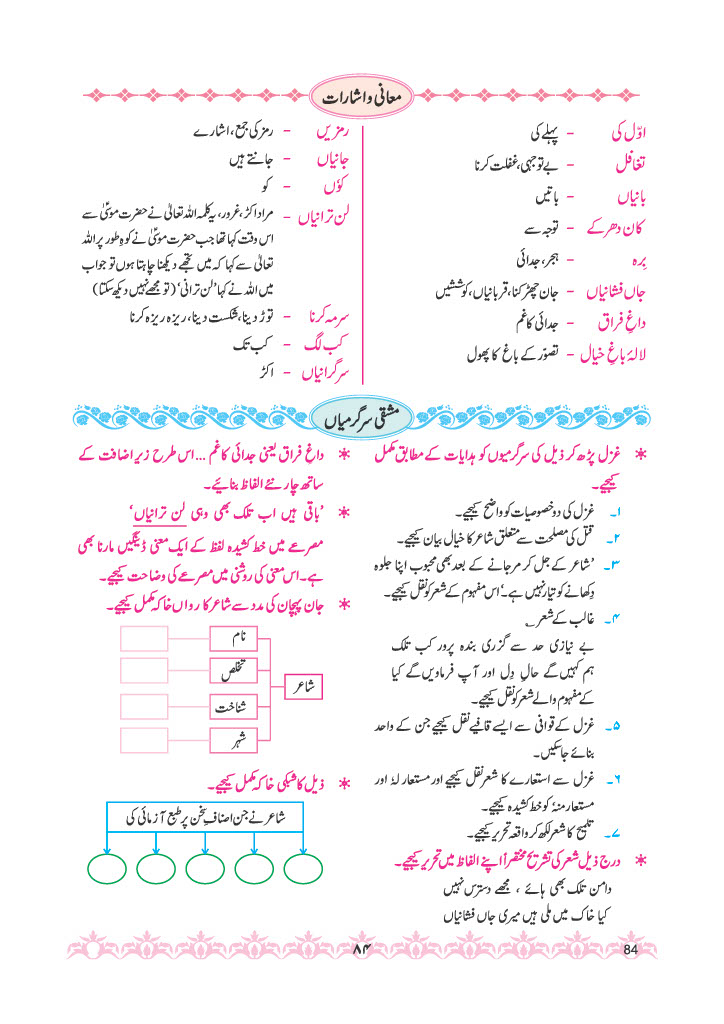 معانی و اشارات
اوّل کی - پہلے کی
تغافل - بے توجہی، غفلت کرنا
بانیاں - باتیں
کان دھر کے - توجہ سے
بِرہ - ہجر، جدائی
جاں فشانیاں - جان چھڑکنا، قربانیاں، کوششیں
داغِ فراق - جدائی کا غم
لالۂ باغِ خیال - تصوّر کے باغ کا پھول
رمزیں - رمز کی جمع، اشارے
جانیاں - جانتے ہیں
کوٗں - کو
لن ترانیاں - مراد اکڑ، غرور، یہ کلمہ اللہ تعالیٰ نے حضرت موسیٰؑ سے
اس وقت کہا تھا جب حضرت موسیٰؑ نے کوہِ طور پر اللہ
تعالیٰ سے کہا کہ میں تجھے دیکھنا چاہتا ہوں تو جواب
میں اللہ نے کہا 'لن ترانی' (تو مجھے نہیں دیکھ سکتا)
سرمہ کرنا - توڑ دینا، شکست دینا، ریزہ ریزہ کرنا
کب لگ - کب تک
سرگرانیاں - اکڑ
مشقی سرگرمیاں
* غزل پڑھ کر ذیل کی سرگرمیوں کو ہدایات کے مطابق مکمل
کیجیے۔
۱۔ غزل کی دو خصوصیات کو واضح کیجیے۔
۲۔ قتل کی مصلحت سے متعلق شاعر کا خیال بیان کیجیے۔
۳۔ 'شاعر کے جل کر مر جانے کے بعد بھی محبوب اپنا جلوہ
دِکھانے کو تیار نہیں ہے۔' اس مفہوم کے شعر کو نقل کیجیے۔
۴۔ غالب کے شعر ؎
بے نیازی حد سے گزری بندہ پرور کب تلک
ہم کہیں گے حالِ دِل اور آپ فرماویں گے کیا
کے مفہوم والے شعر کو نقل کیجیے۔
۵۔ غزل کے قوافی سے ایسے قافیے نقل کیجیے جن کے واحد
بنائے جاسکیں۔
۶۔ غزل سے استعارے کا شعر نقل کیجیے اور مستعار لہٗ اور
مستعار منہٗ کو خط کشیدہ کیجیے۔
۷۔ تلمیح کا شعر لکھ کر واقعہ تحریر کیجیے۔
* درج ذیل شعر کی تشریح مختصراً اپنے الفاظ میں تحریر کیجیے۔
دامن تلک بھی ہائے ، مجھے دسترس نہیں
کیا خاک میں ملی ہیں میری جاں فشانیاں
* داغِ فراق یعنی جدائی کا غم ... اس طرح زیر اضافت کے
ساتھ چار نئے الفاظ بنائیے۔
* 'باقی ہیں اب تلک بھی وہی لن ترانیاں'
مصرعے میں خط کشیدہ لفظ کے ایک معنی ڈینگیں مارنا بھی
ہے۔ اس معنی کی روشنی میں مصرعے کی وضاحت کیجیے۔
* جان پہچان کی مدد سے شاعر کا رواں خاکہ مکمل کیجیے۔
شاعر
نام
تخلص
شناخت
شہر
* ذیل کا شبکی خاکہ مکمل کیجیے۔
شاعر نے جن اصنافِ سخن پر طبع آزمائی کی
۸۴
84